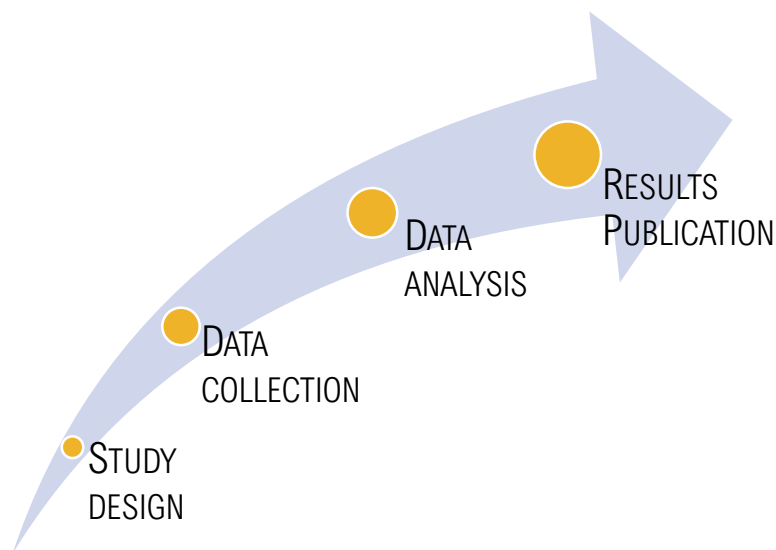 STUDY
DESIGN
DATA
COLLECTION
DATA
ANALYSIS
RESULTS
PUBLICATION